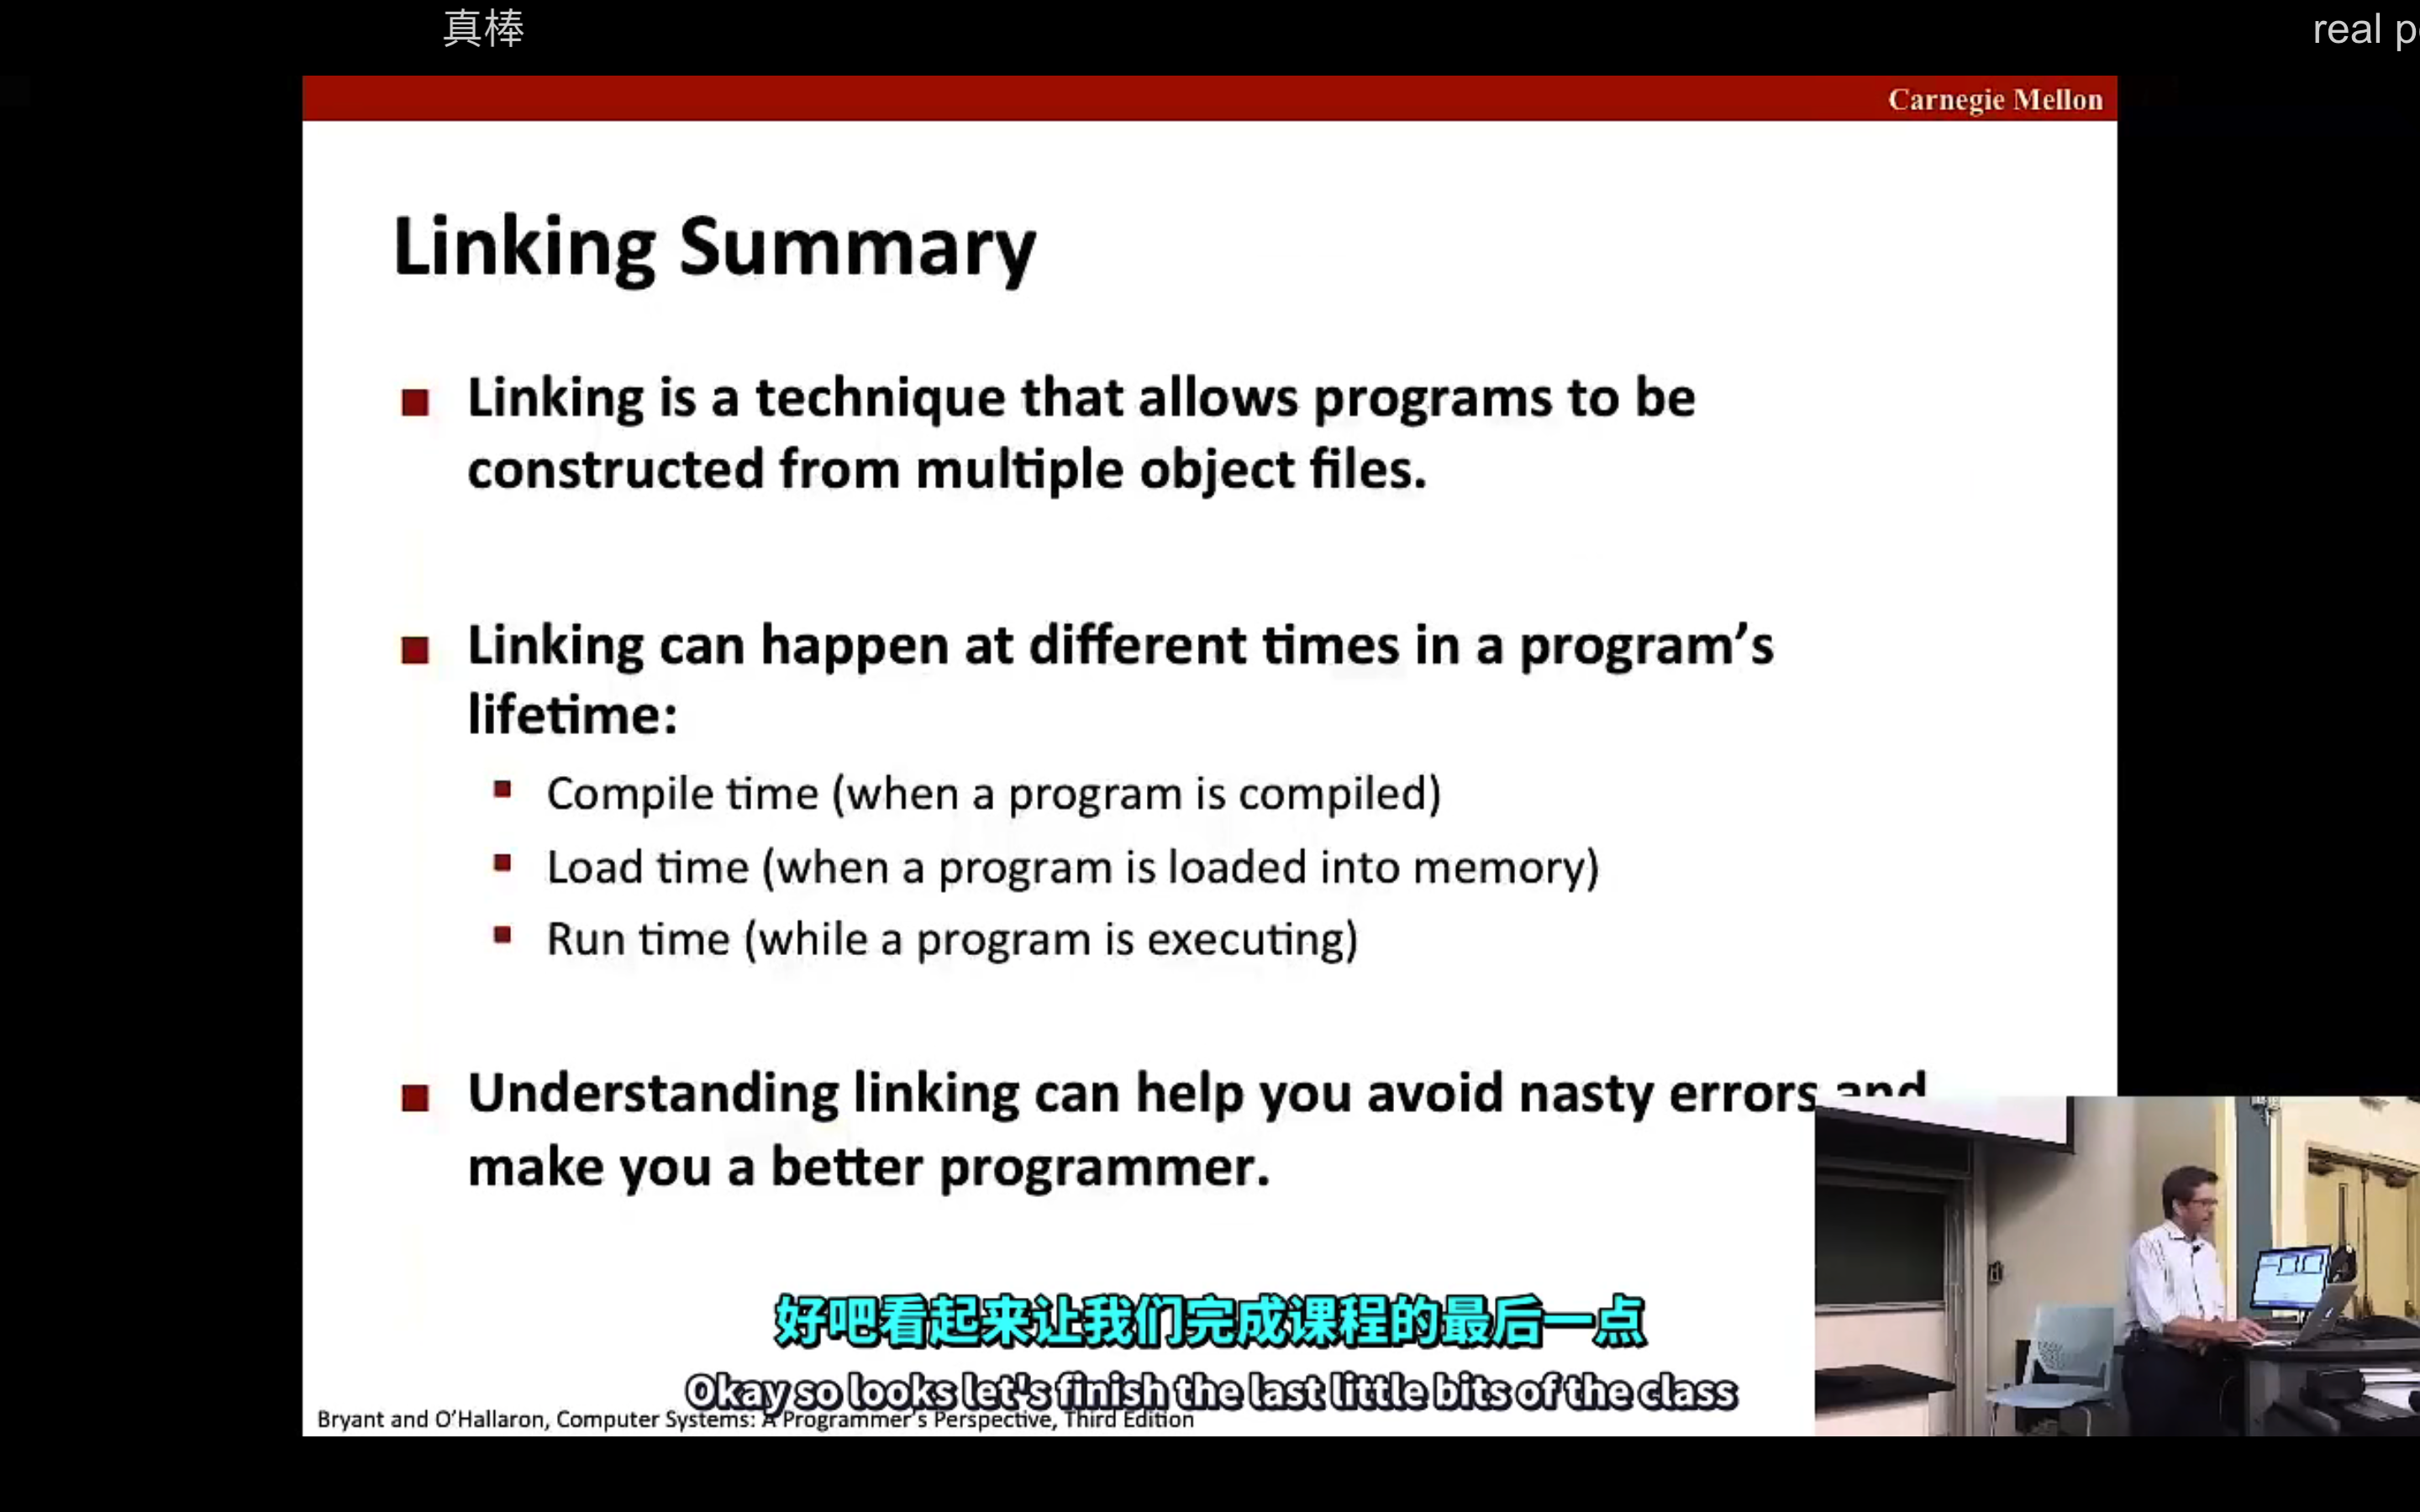 真棒
real p
Carnegie Mellon
Linking Summary
Linking is a technique that allows programs to be
constructed from multiple object files.
Linking can happen at different times in a program’s
lifetime:
Compile time (when a program is compiled)
Load time (when a program is loaded into memory)
Run time (while a program is executing)
Understanding linking can help you avoid nasty errors and
make you a better programmer.
好吧看起来让我们完成课程的最后一点
Okay so looks let's finish the last little bits of the class
Bryant and O’Hallaron, Computer Systems: A Programmer’s Perspective, Third Edition